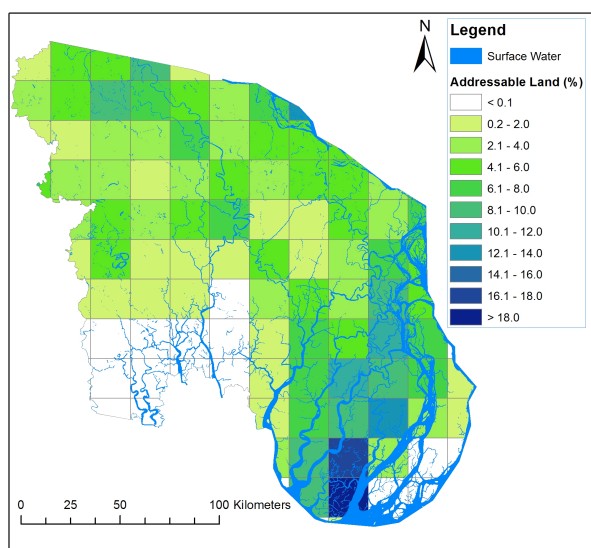 N
Legend
Surface Water
Addressable Land (%)
< 0.1
0.2 - 2.0
2.1 - 4.0
4.1 - 6.0
6.1 - 8.0
8.1 - 10.0
10.1 - 12.0
12.1 - 14.0
14.1 - 16.0
16.1 - 18.0
> 18.0
0 25 50 100 Kilometers